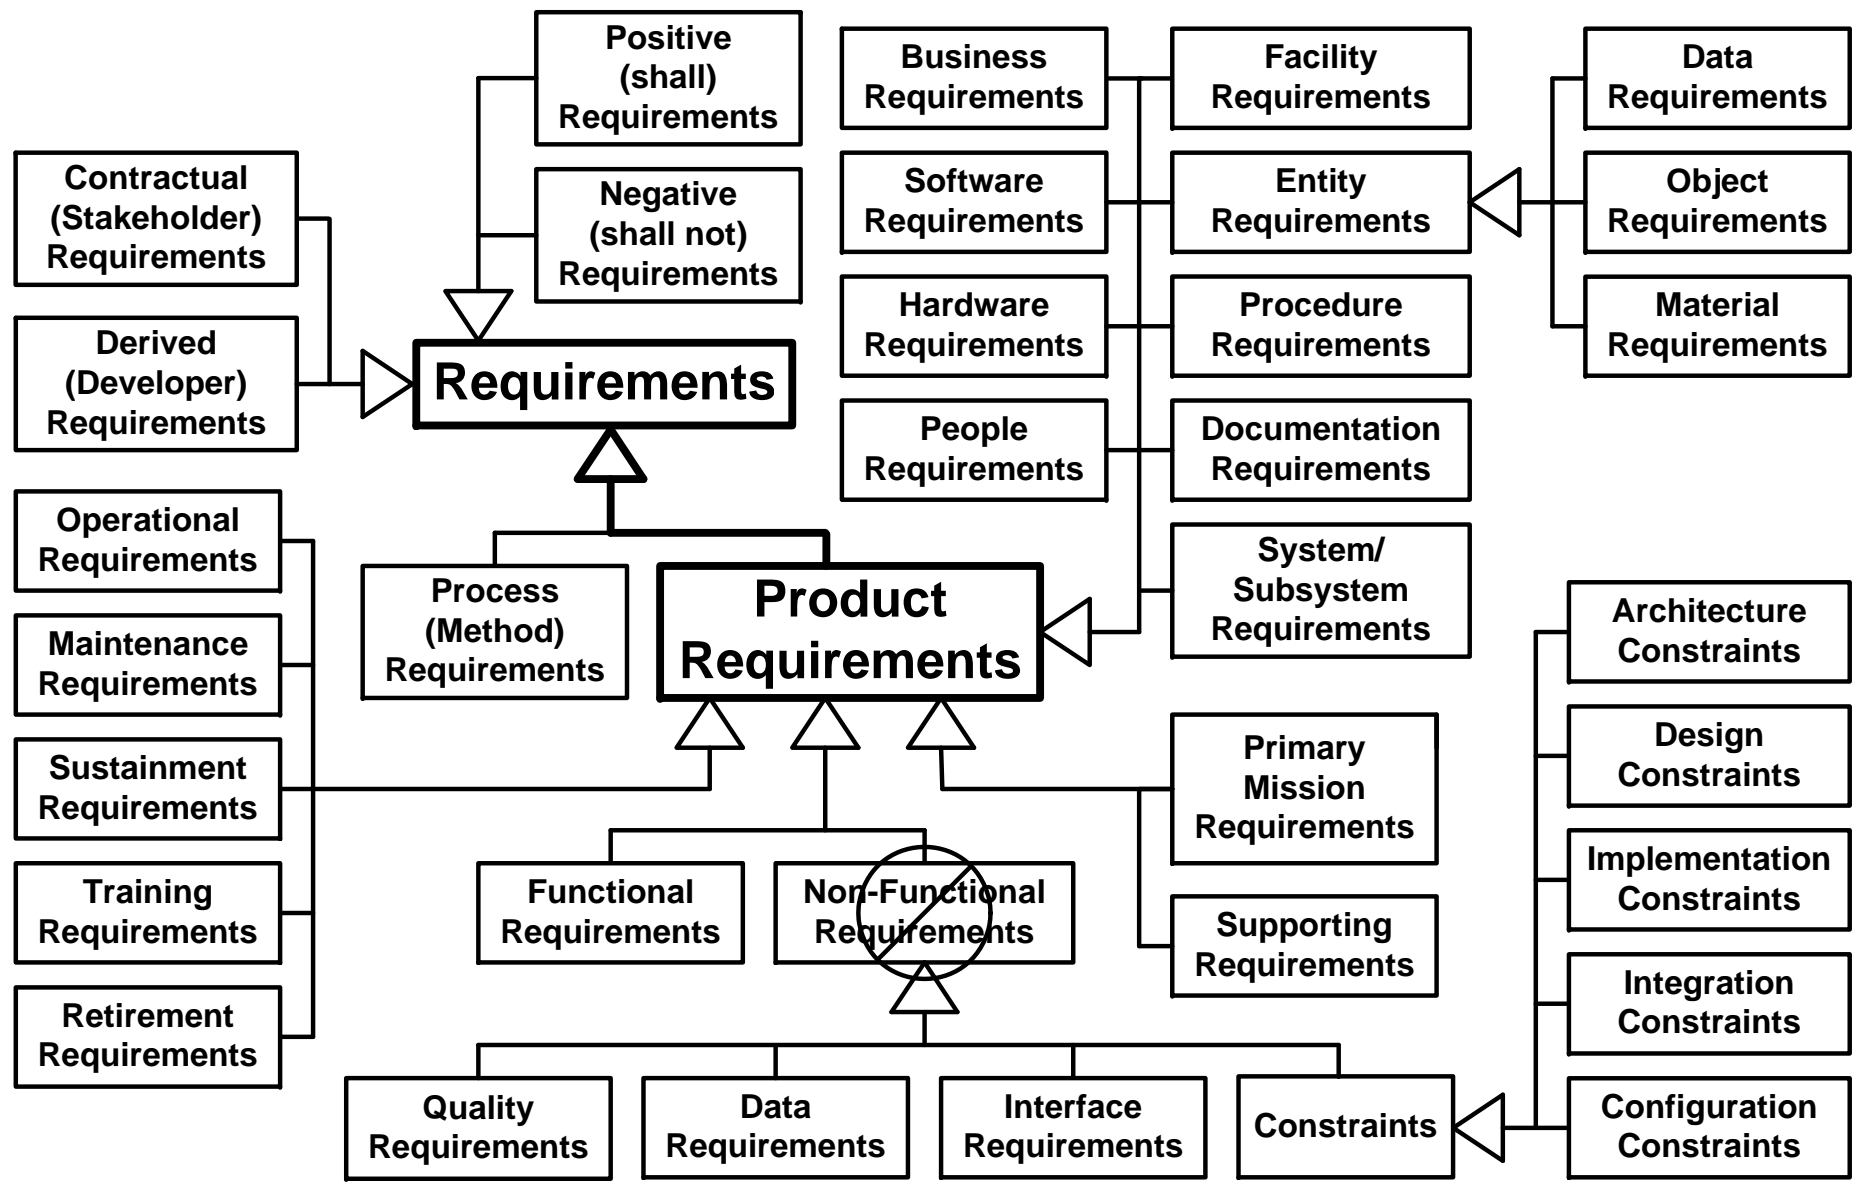 Positive
(shall)
Requirements
Negative
(shall not)
Requirements
Contractual
(Stakeholder)
Requirements
Derived
(Developer)
Requirements
Requirements
Business
Requirements
Facility
Requirements
Data
Requirements
Software
Requirements
Entity
Requirements
Object
Requirements
Hardware
Requirements
Procedure
Requirements
Material
Requirements
People
Requirements
Documentation
Requirements
System/
Subsystem
Requirements
Operational
Requirements
Maintenance
Requirements
Sustainment
Requirements
Training
Requirements
Retirement
Requirements
Process
(Method)
Requirements
Product
Requirements
Primary
Mission
Requirements
Supporting
Requirements
Functional
Requirements
Non-Functional
Requirements
Quality
Requirements
Data
Requirements
Interface
Requirements
Constraints
Architecture
Constraints
Design
Constraints
Implementation
Constraints
Integration
Constraints
Configuration
Constraints